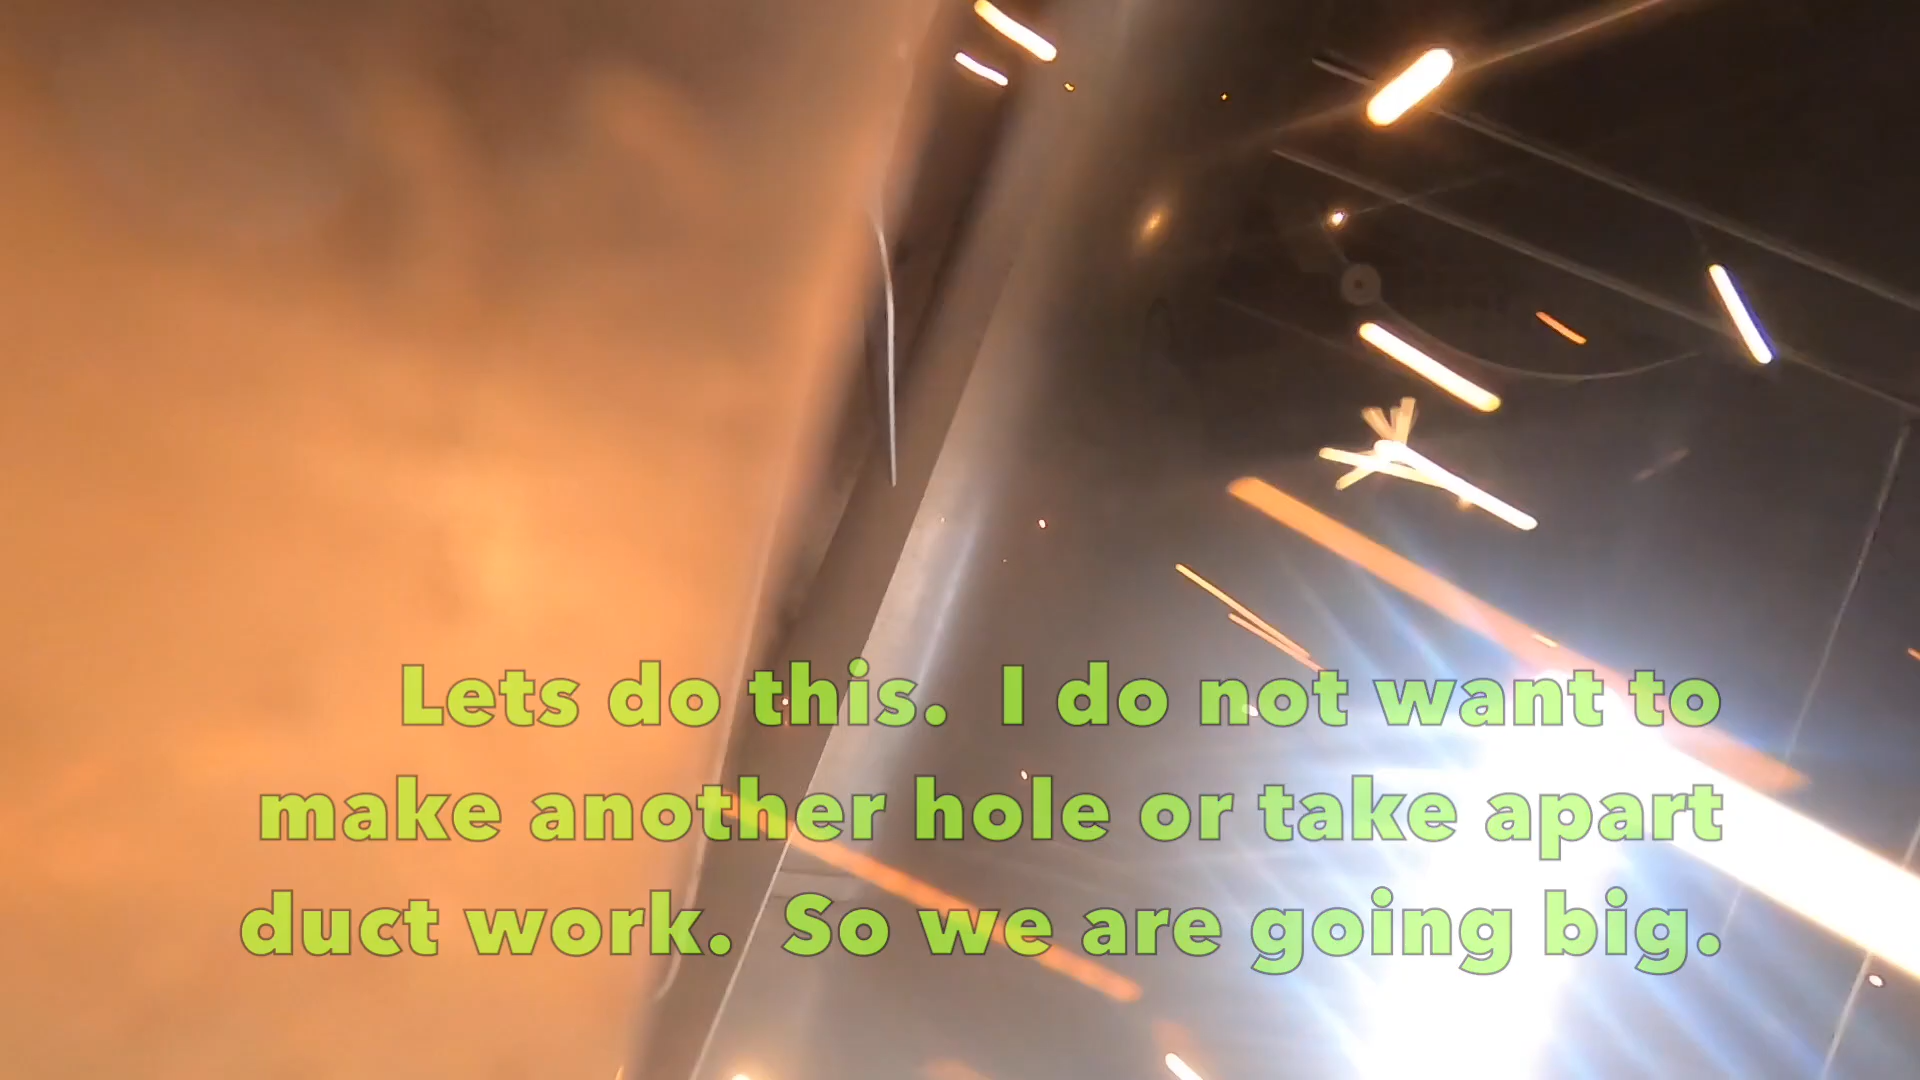 Lets do this. I do not want to
make another hole or take apart
duct work. So we are going big.